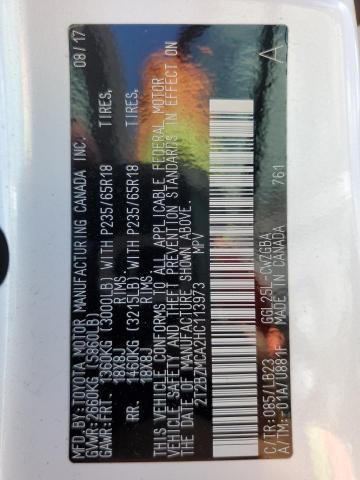 MFD.BY: TOYOTA MOTOR MANUFACTURING CANADA INC. 08/17
GVWR:2660KG (5860LB)
GAWR:FRT. 1360KG (3000LB) WITH P235/65R18 TIRES,
18X8J RIMS.
RR. 1460KG (3215LB) WITH P235/65R18 TIRES,
18X8J RIMS.
THIS VEHICLE CONFORMS TO ALL APPLICABLE FEDERAL MOTOR
VEHICLE SAFETY AND THEFT PREVENTION STANDARDS IN EFFECT ON
THE DATE OF MANUFACTURE SHOWN ABOVE.
2T2BZMCA2HC113973 MPV
C/TR:085/LB23 GGL25L-CWZGBA A
A/TM:-01A/U881F MADE IN CANADA 761